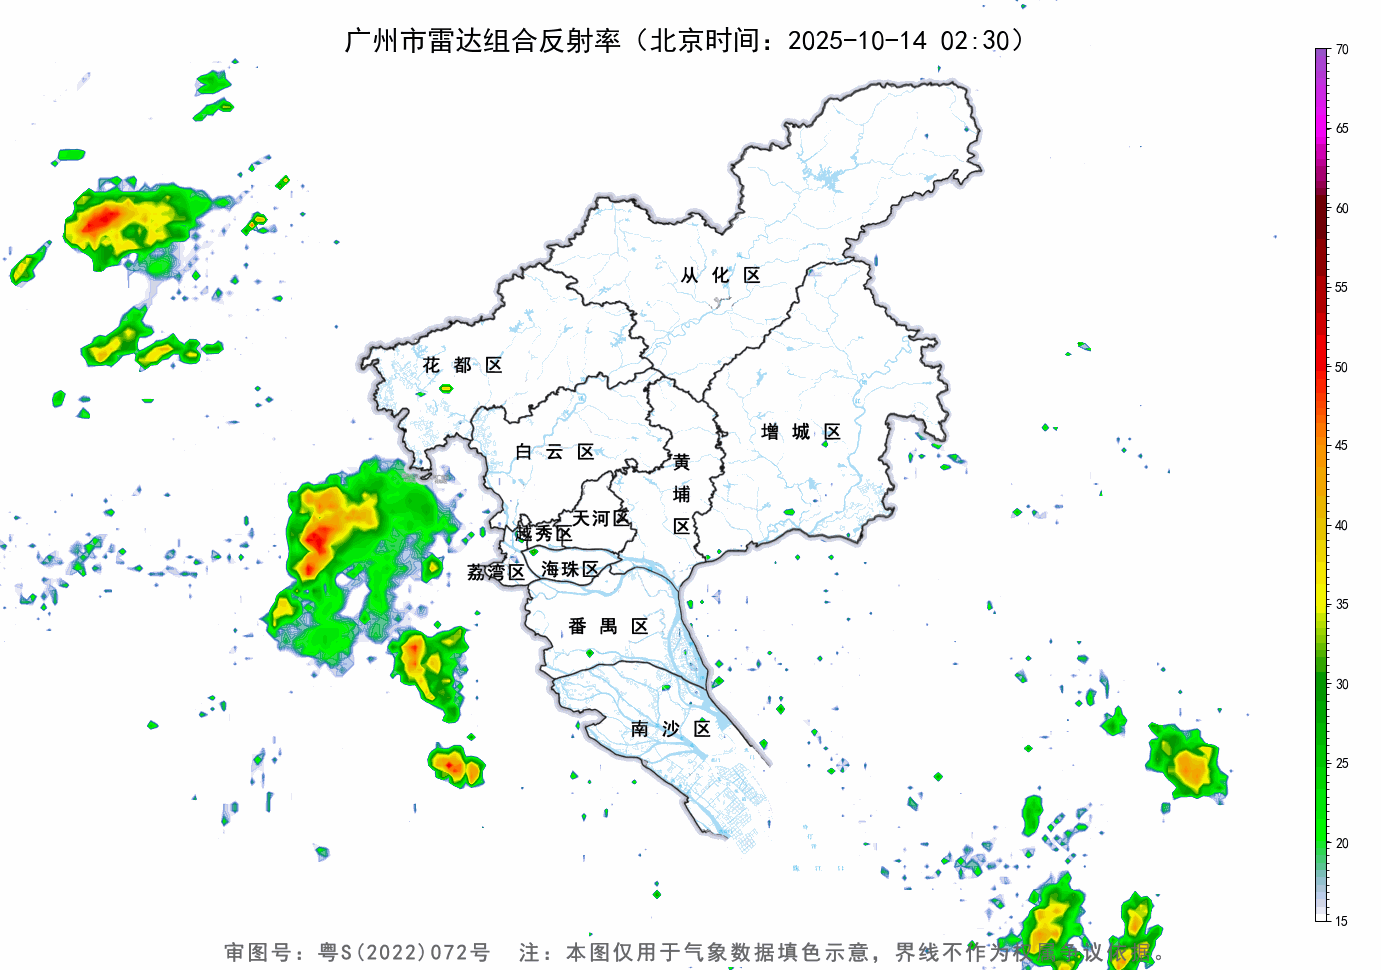 广州市雷达组合反射率（北京时间：2025-10-14 02:30）
70
65
60
55
50
45
40
35
30
25
20
15
从化区
花都区
增城区
白云区
黄埔区
天河区
越秀区
海珠区
荔湾区
番禺区
南沙区
审图号：粤S(2022)072号 注：本图仅用于气象数据填色示意，界线不作为权属争议依据。